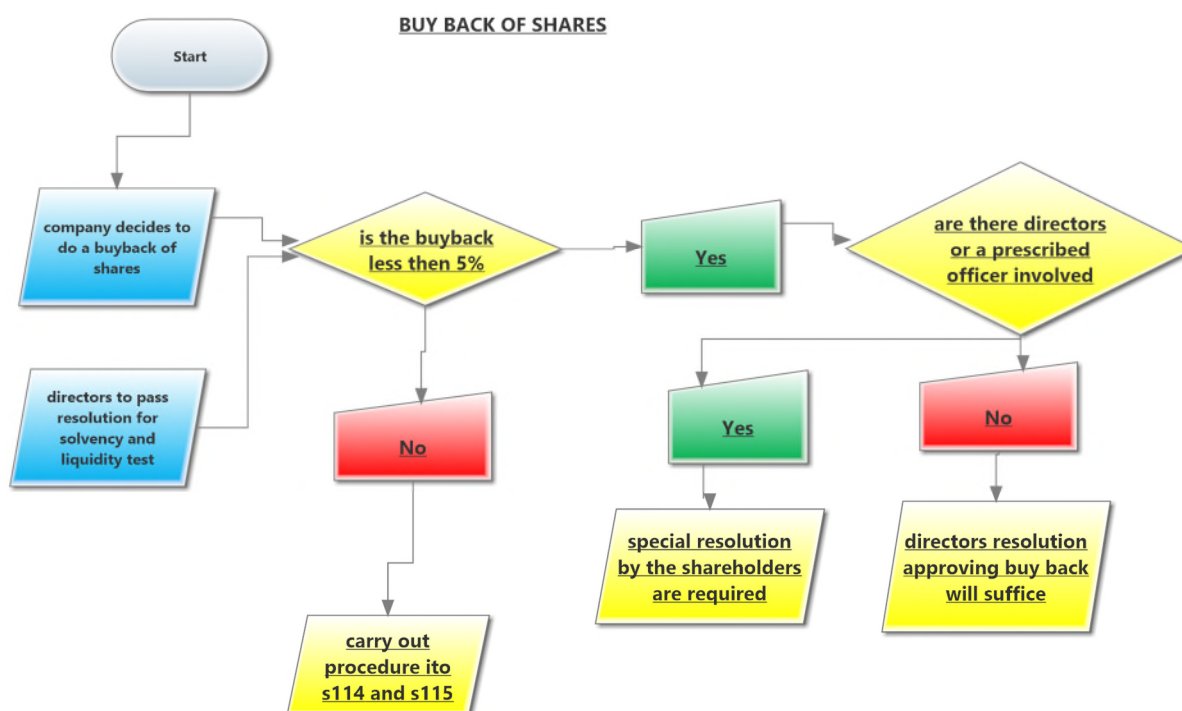 BUY BACK OF SHARES
Start
company decides to
do a buyback of
shares
is the buyback
less then 5%
Yes
are there directors
or a prescribed
officer involved
directors to pass
resolution for
solvency and
liquidity test
No
Yes
No
special resolution
by the shareholders
are required
directors resolution
approving buy back
will suffice
carry out
procedure ito
s114 and s115